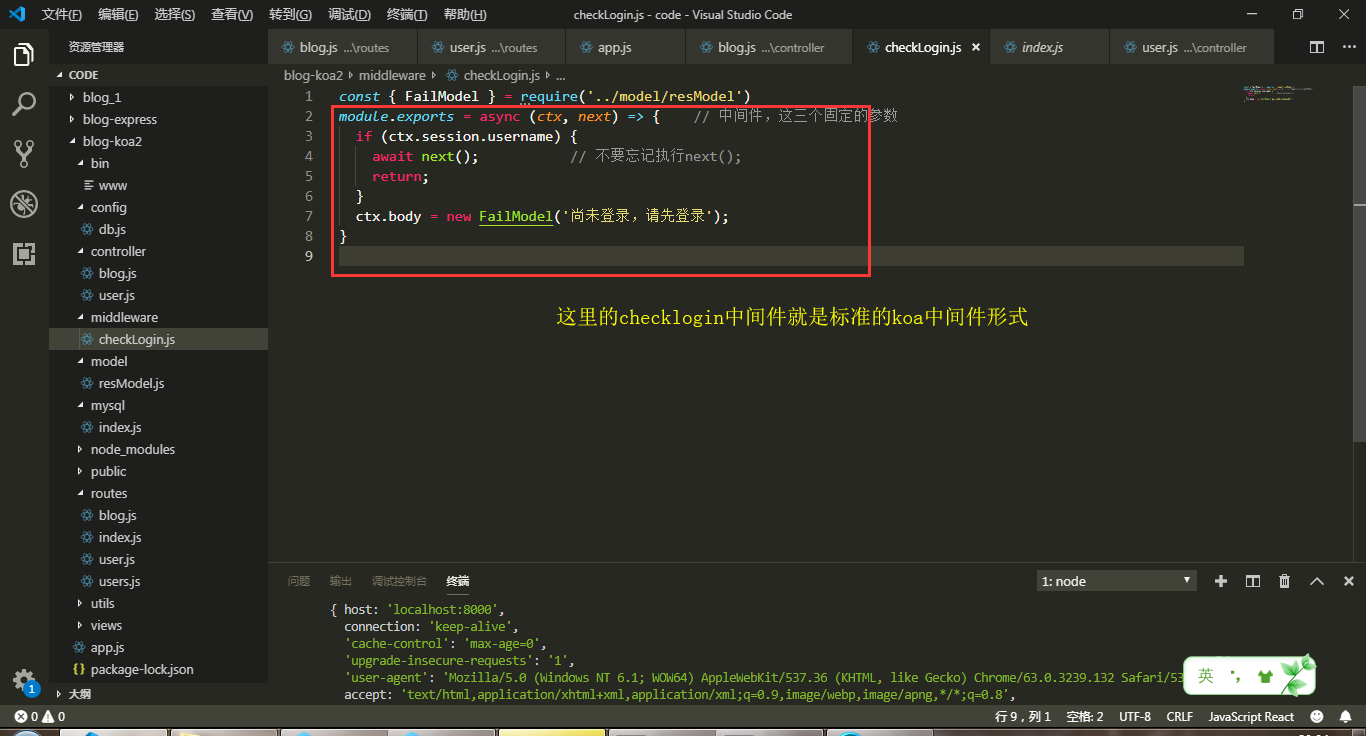 文件(F) 编辑(E) 选择(S) 查看(V) 转到(G) 调试(D) 终端(T) 帮助(H) checkLogin.js - code - Visual Studio Code
资源管理器
CODE
blog_1
blog-express
blog-koa2
bin
www
config
db.js
controller
blog.js
user.js
middleware
checkLogin.js
model
resModel.js
mysql
index.js
node_modules
public
routes
blog.js
index.js
user.js
users.js
utils
views
app.js
package-lock.json
大纲
blog.js ...\routes user.js ...\routes app.js blog.js ...\controller checkLogin.js index.js user.js ...\controller
blog-koa2 middleware checkLogin.js ...
1 const { FailModel } = require('../model/resModel')
2 module.exports = async (ctx, next) => { // 中间件，这三个固定的参数
3 if (ctx.session.username) {
4 await next(); // 不要忘记执行next();
5 return;
6 }
7 ctx.body = new FailModel('尚未登录，请先登录');
8 }
9
这里的checklogin中间件就是标准的koa中间件形式
问题 输出 调试控制台 终端 1: node
{ host: 'localhost:8000',
connection: 'keep-alive',
'cache-control': 'max-age=0',
'upgrade-insecure-requests': '1',
'user-agent': 'Mozilla/5.0 (Windows NT 6.1; WOW64) AppleWebKit/537.36 (KHTML, like Gecko) Chrome/63.0.3239.132 Safari/53
accept: 'text/html,application/xhtml+xml,application/xml;q=0.9,image/webp,image/apng,*/*;q=0.8',
英
1
0 0 行 9，列 1 空格: 2 UTF-8 CRLF JavaScript React